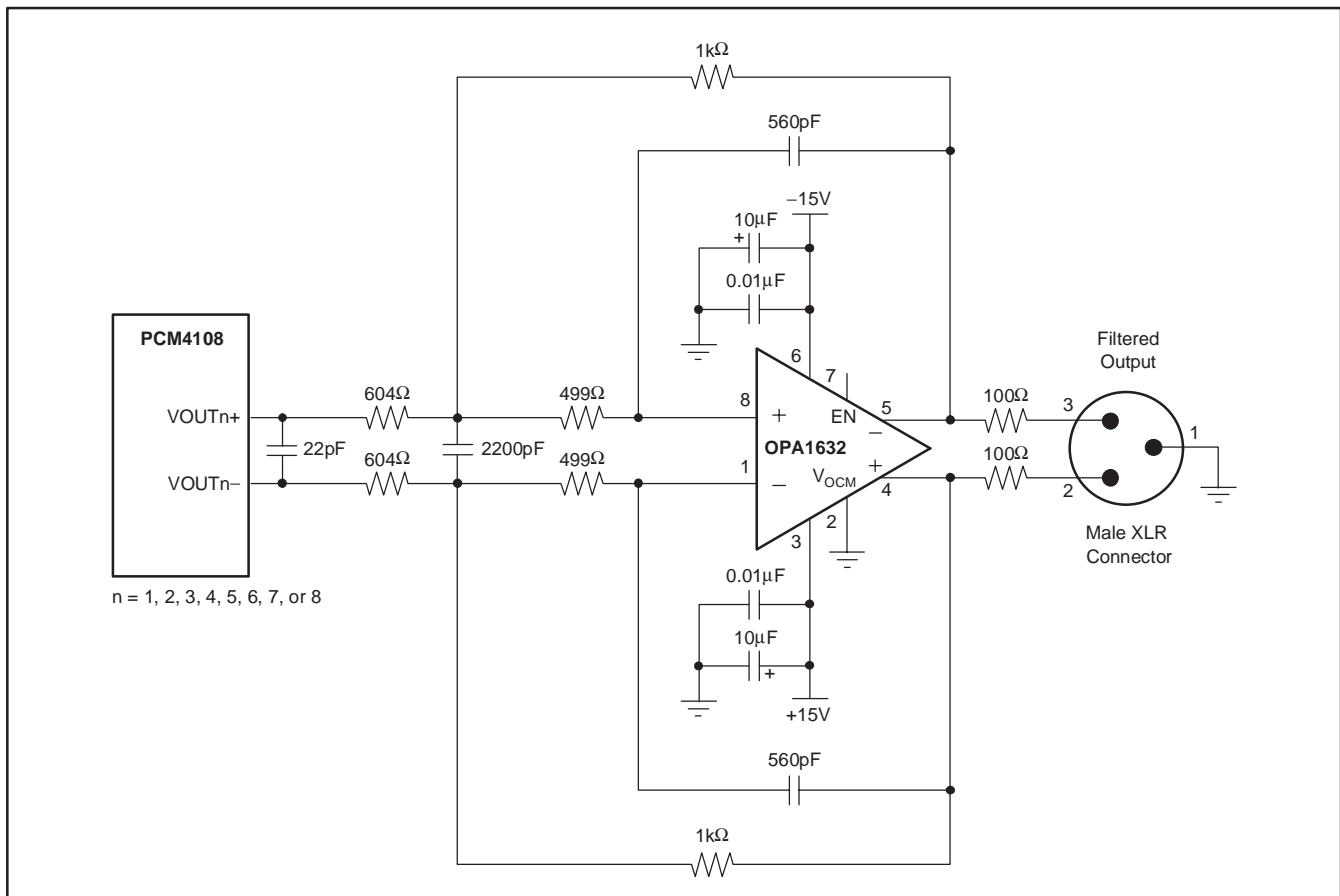 1kΩ
560pF
−15V
10μF
+
0.01μF
PCM4108
Filtered
Output
6
7
604Ω
499Ω
100Ω
VOUTn+
8
+
EN
5
−
3
1
22pF
2200pF
OPA1632
604Ω
499Ω
100Ω
VOUTn−
1
−
VOCM
+
4
2
2
3
Male XLR
Connector
n = 1, 2, 3, 4, 5, 6, 7, or 8
0.01μF
10μF
+
+15V
560pF
1kΩ